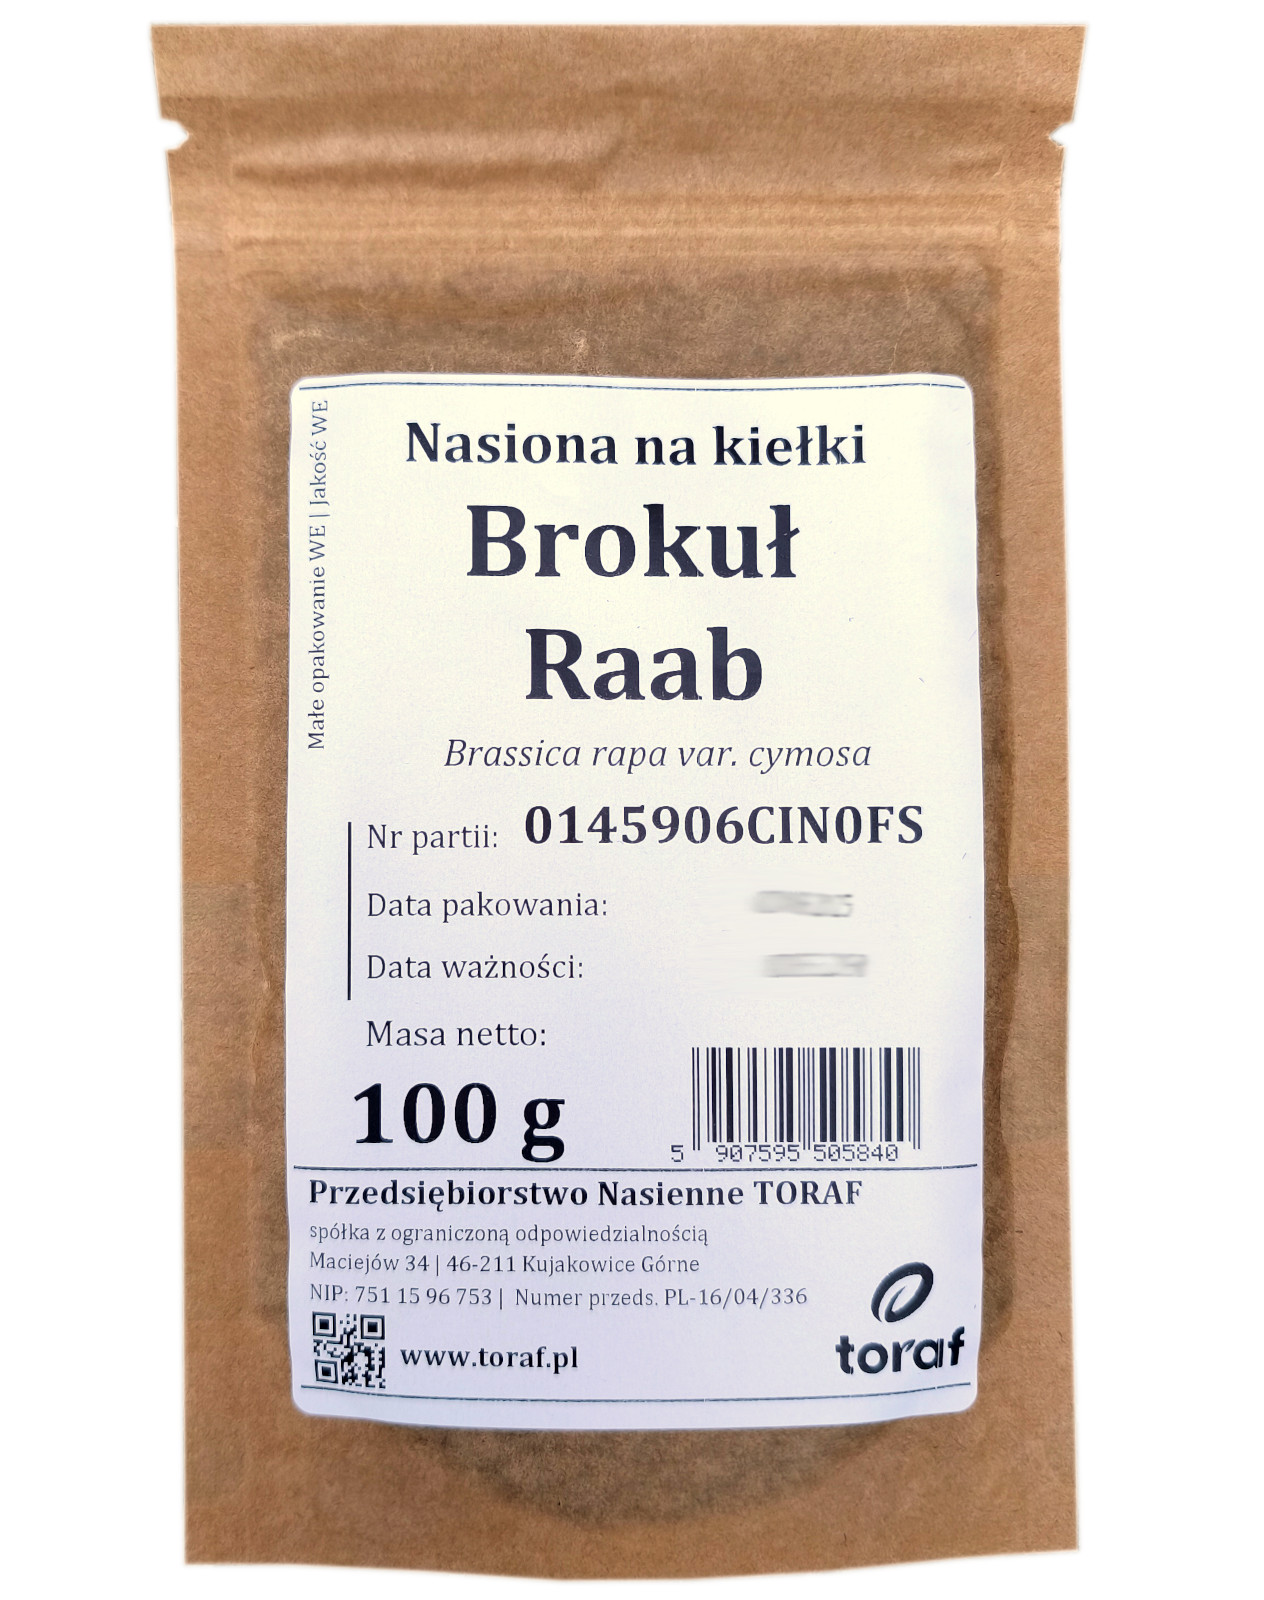 Małe opakowanie WE | Jakość WE
Nasiona na kiełki
Brokuł
Raab
Brassica rapa var. cymosa
Nr partii: 0145906CIN0FS
Data pakowania:
Data ważności:
Masa netto:
100 g
5 907595 505840
Przedsiębiorstwo Nasienne TORAF
spółka z ograniczoną odpowiedzialnością
Maciejów 34 | 46-211 Kujakowice Górne
NIP: 751 15 96 753 | Numer przeds. PL-16/04/336
www.toraf.pl
toraf